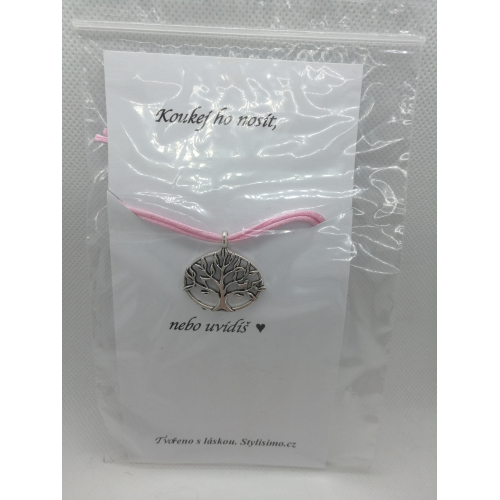 Koukej ho nosit,
nebo uvidíš ♥
Tvořeno s láskou. Stylisimo.cz